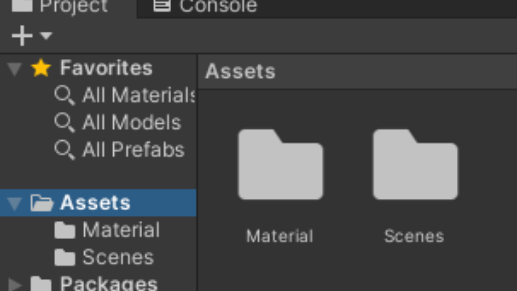 Project
Console
Favorites
All Materials
All Models
All Prefabs
Assets
Material
Scenes
Packages
Assets
Material
Scenes